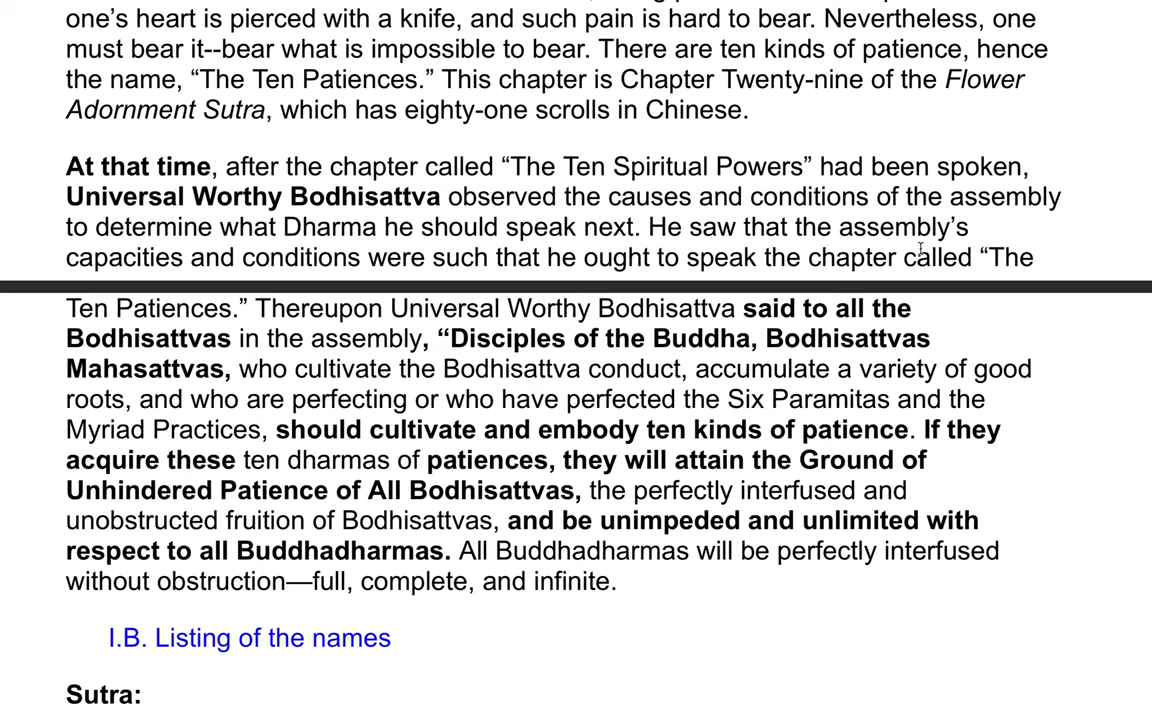 one’s heart is pierced with a knife, and such pain is hard to bear. Nevertheless, one
must bear it--bear what is impossible to bear. There are ten kinds of patience, hence
the name, “The Ten Patiences.” This chapter is Chapter Twenty-nine of the Flower
Adornment Sutra, which has eighty-one scrolls in Chinese.
At that time, after the chapter called “The Ten Spiritual Powers” had been spoken,
Universal Worthy Bodhisattva observed the causes and conditions of the assembly
to determine what Dharma he should speak next. He saw that the assembly’s
capacities and conditions were such that he ought to speak the chapter called “The
Ten Patiences.” Thereupon Universal Worthy Bodhisattva said to all the
Bodhisattvas in the assembly, “Disciples of the Buddha, Bodhisattvas
Mahasattvas, who cultivate the Bodhisattva conduct, accumulate a variety of good
roots, and who are perfecting or who have perfected the Six Paramitas and the
Myriad Practices, should cultivate and embody ten kinds of patience. If they
acquire these ten dharmas of patiences, they will attain the Ground of
Unhindered Patience of All Bodhisattvas, the perfectly interfused and
unobstructed fruition of Bodhisattvas, and be unimpeded and unlimited with
respect to all Buddhadharmas. All Buddhadharmas will be perfectly interfused
without obstruction—full, complete, and infinite.
I.B. Listing of the names
Sutra: